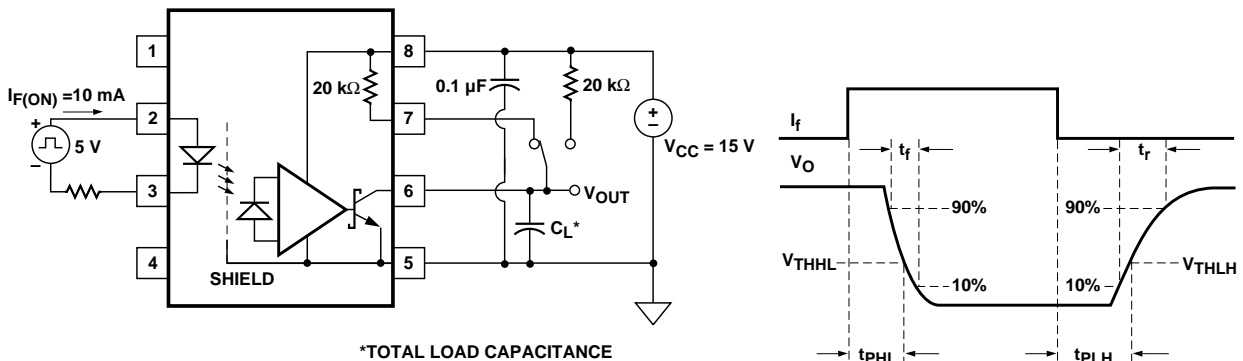 1
8
20 kΩ
0.1 µF
20 kΩ
I_F(ON) =10 mA
2
7
+
5 V
–
+
–
V_CC = 15 V
3
6
V_OUT
C_L*
4
5
SHIELD
*TOTAL LOAD CAPACITANCE
I_f
V_O
t_f
t_r
90%
90%
V_THHL
V_THLH
10%
10%
t_PHL
t_PLH